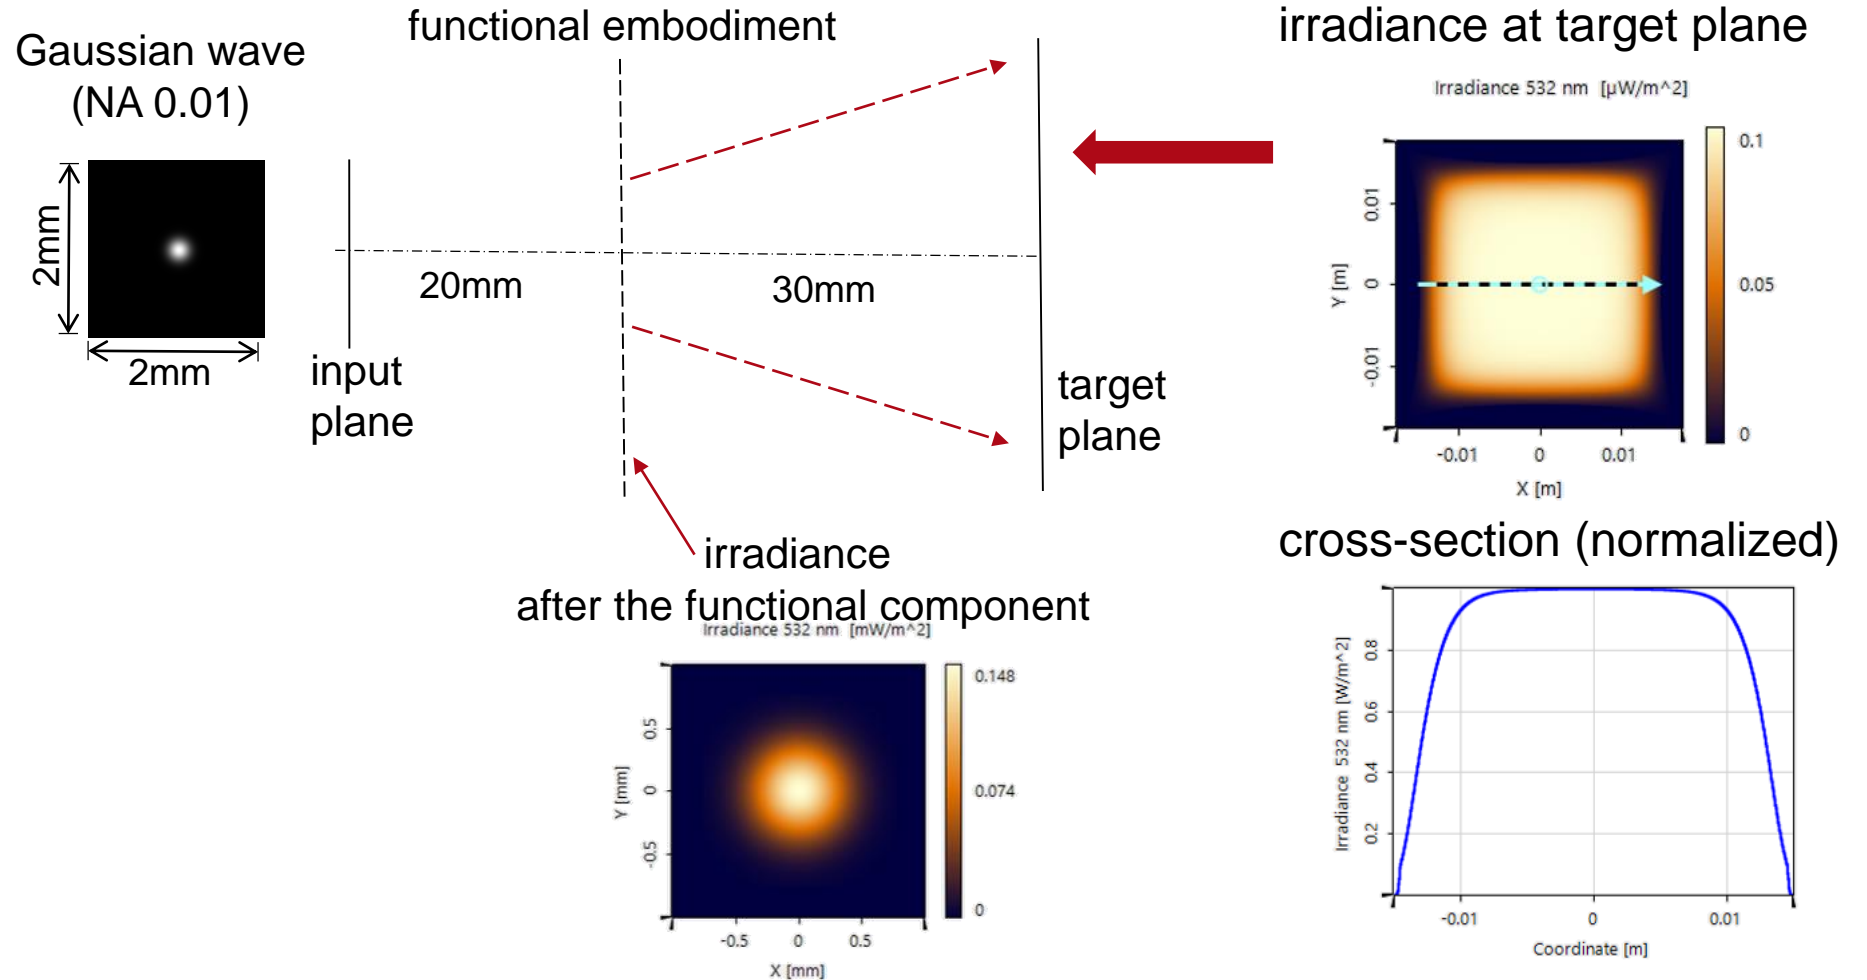 Gaussian wave
(NA 0.01)
2mm
2mm
functional embodiment
20mm
30mm
input
plane
target
plane
irradiance
after the functional component
Irradiance 532 nm [mW/m^2]
0.148
0.074
0
Y [mm]
0.5
0
-0.5
-0.5
0
0.5
X [mm]
irradiance at target plane
Irradiance 532 nm [µW/m^2]
0.1
0.05
0
Y [m]
0.01
0
-0.01
-0.01
0
0.01
X [m]
cross-section (normalized)
Irradiance 532 nm [W/m^2]
0.8
0.6
0.4
0.2
-0.01
0
0.01
Coordinate [m]